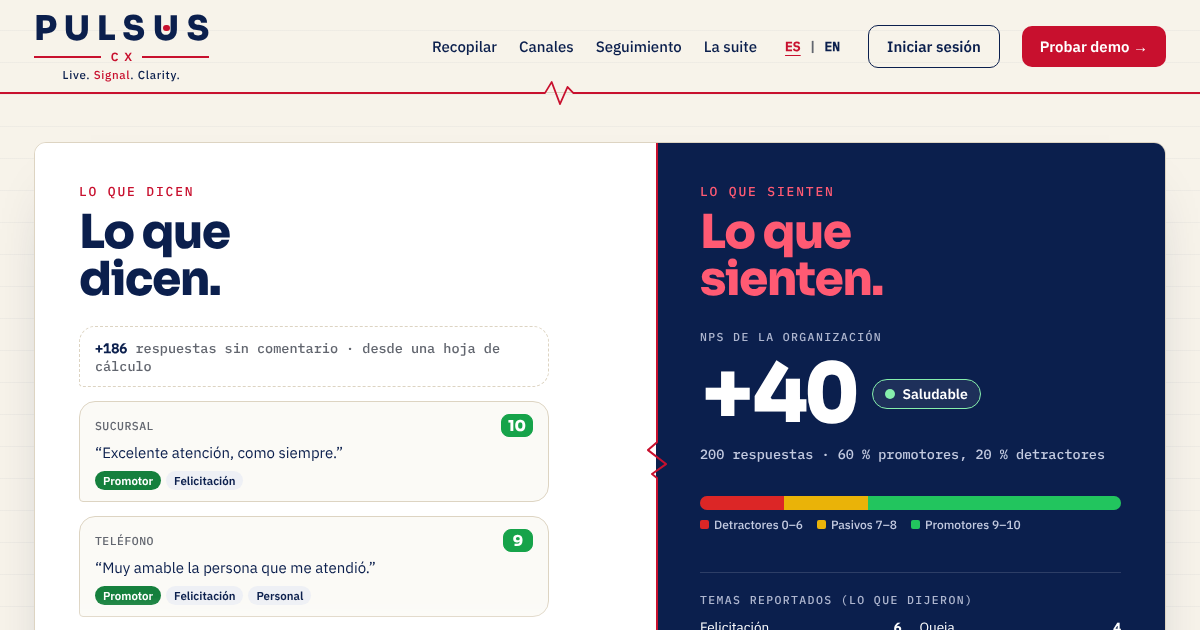 PULSUS
CX
Live. Signal. Clarity.
Recopilar Canales Seguimiento La suite ES | EN Iniciar sesión Probar demo →
LO QUE DICEN
Lo que
dicen.
+186 respuestas sin comentario · desde una hoja de
cálculo
SUCURSAL 10
“Excelente atención, como siempre.”
Promotor Felicitación
TELÉFONO 9
“Muy amable la persona que me atendió.”
Promotor Felicitación Personal
LO QUE SIENTEN
Lo que
sienten.
NPS DE LA ORGANIZACIÓN
+40 Saludable
200 respuestas · 60 % promotores, 20 % detractores
Detractores 0–6 Pasivos 7–8 Promotores 9–10
TEMAS REPORTADOS (LO QUE DIJERON)
Felicitación 6 Queja 4